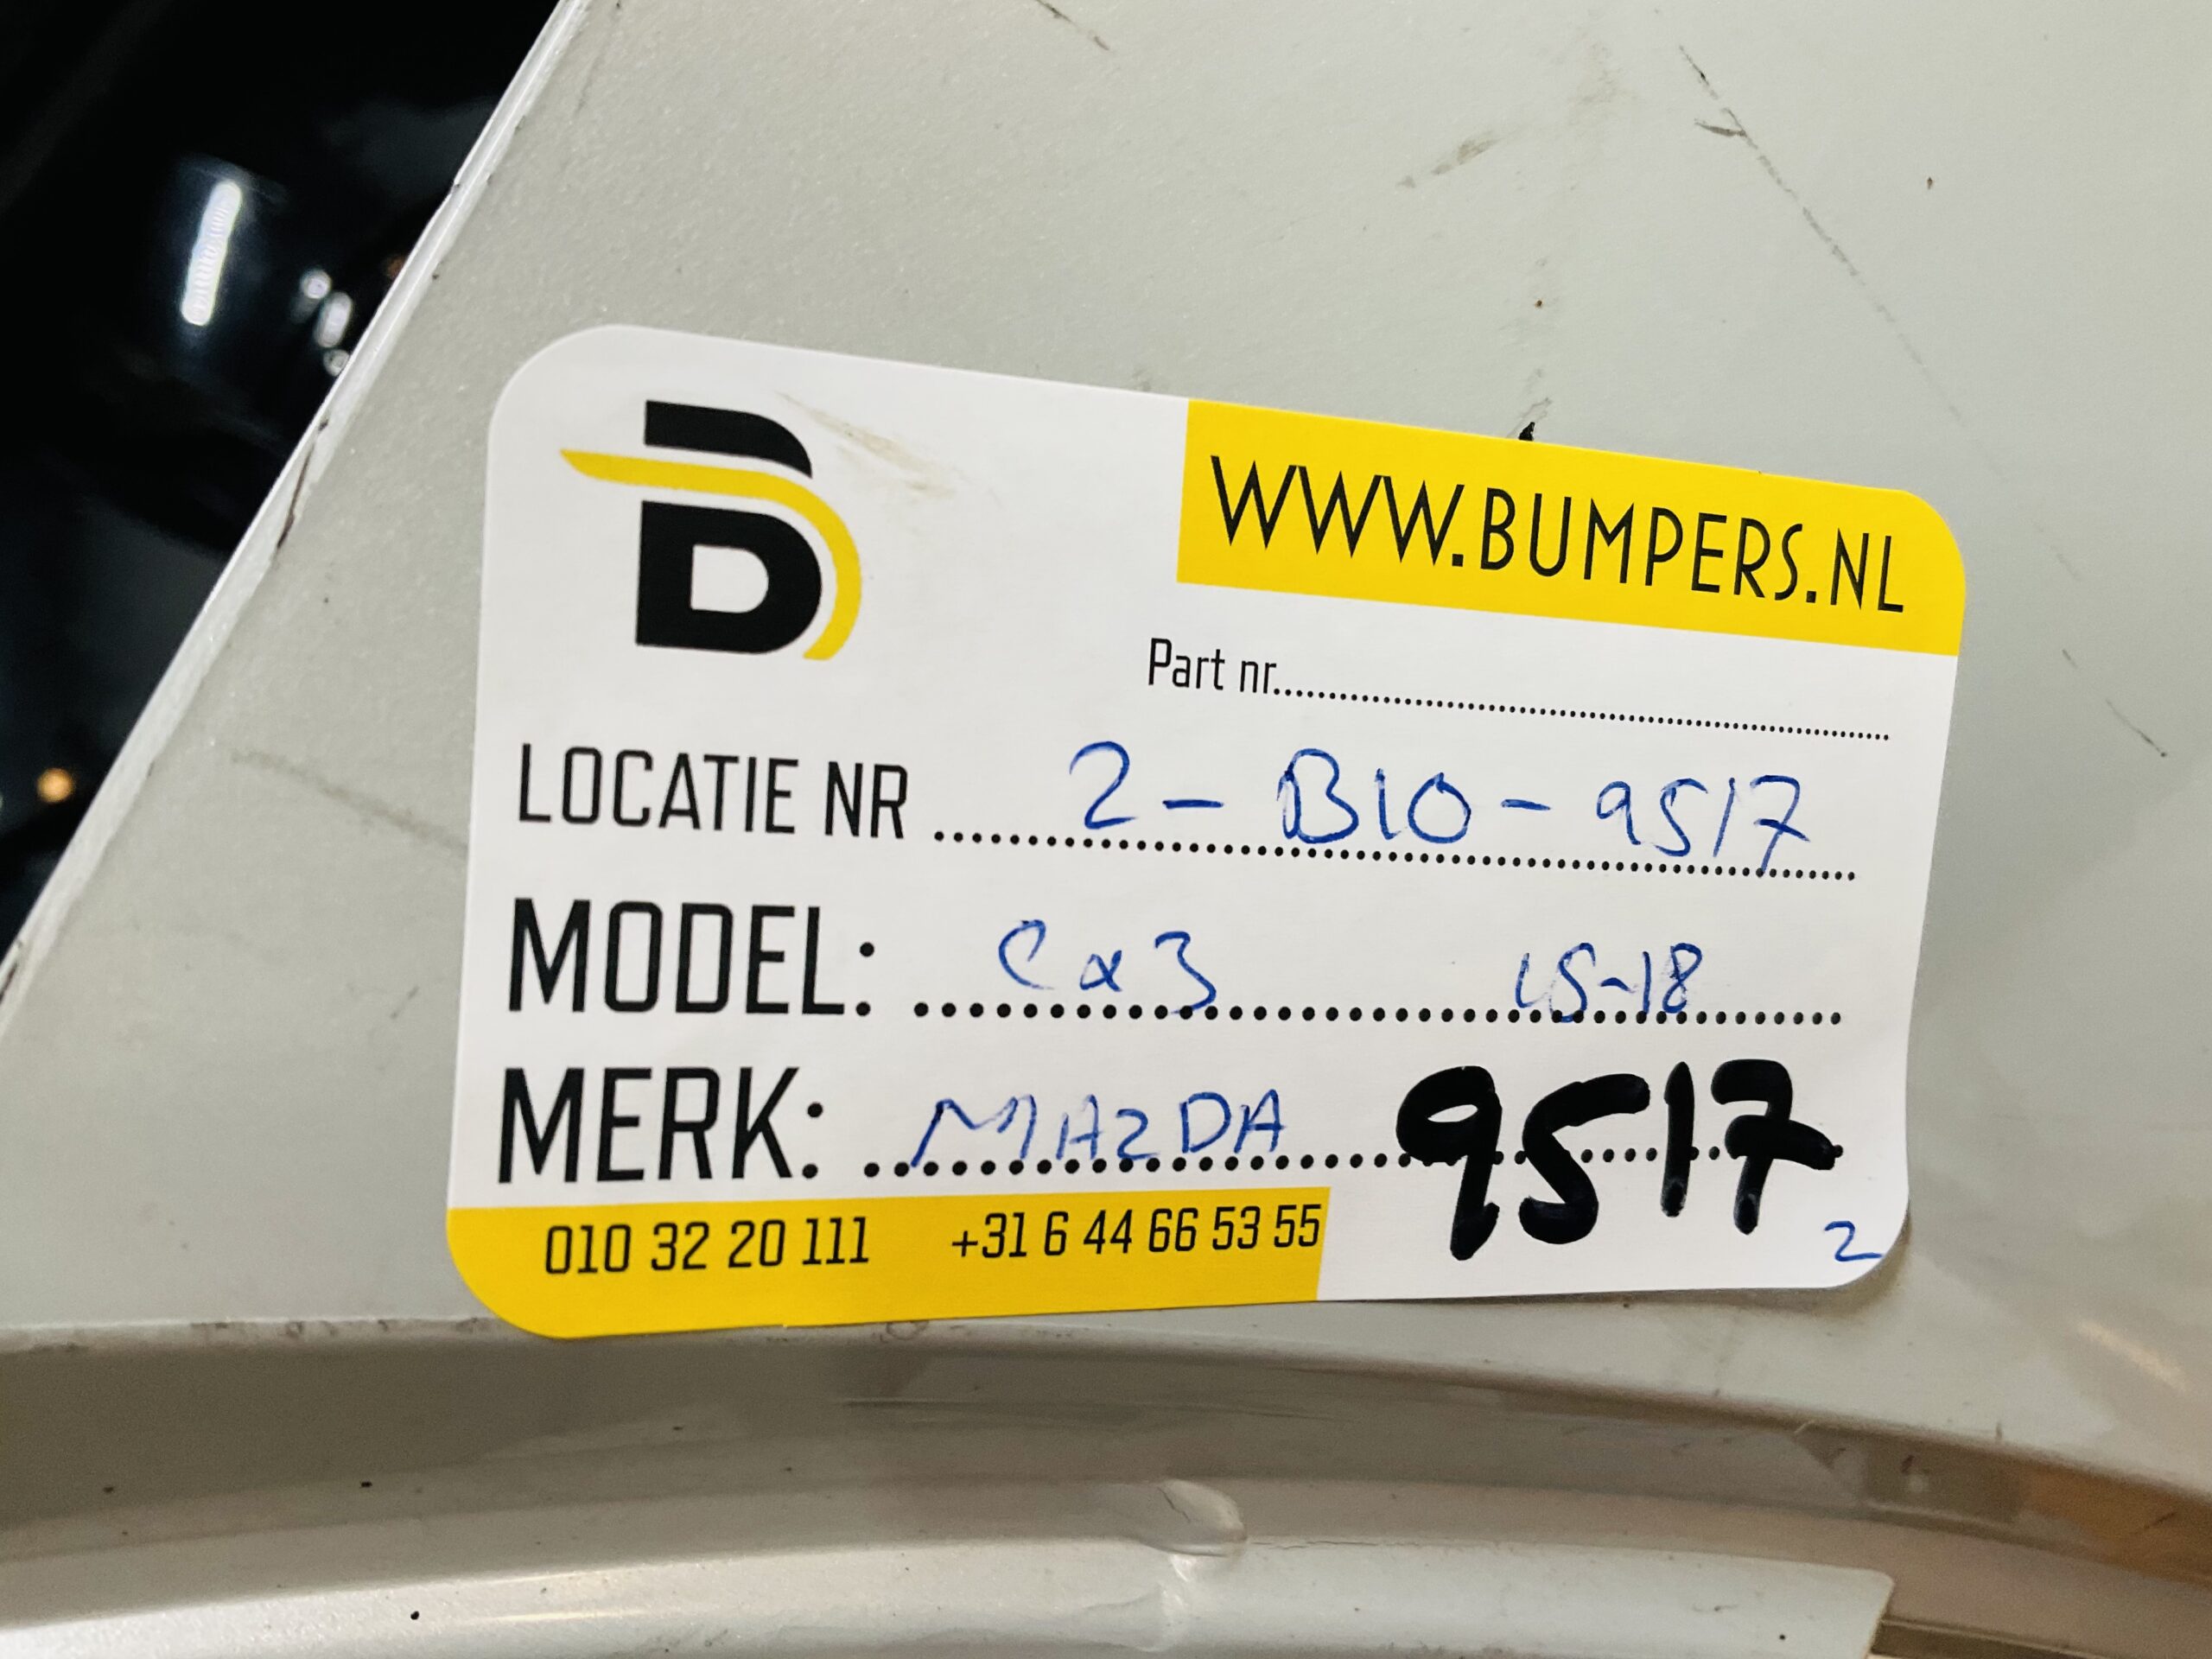 WWW.BUMPERS.NL
Part nr.
LOCATIE NR 2-B10-9517
MODEL: Cx3 15-18
MERK: MAZDA 9517
010 32 20 111 +31 6 44 66 53 55
2